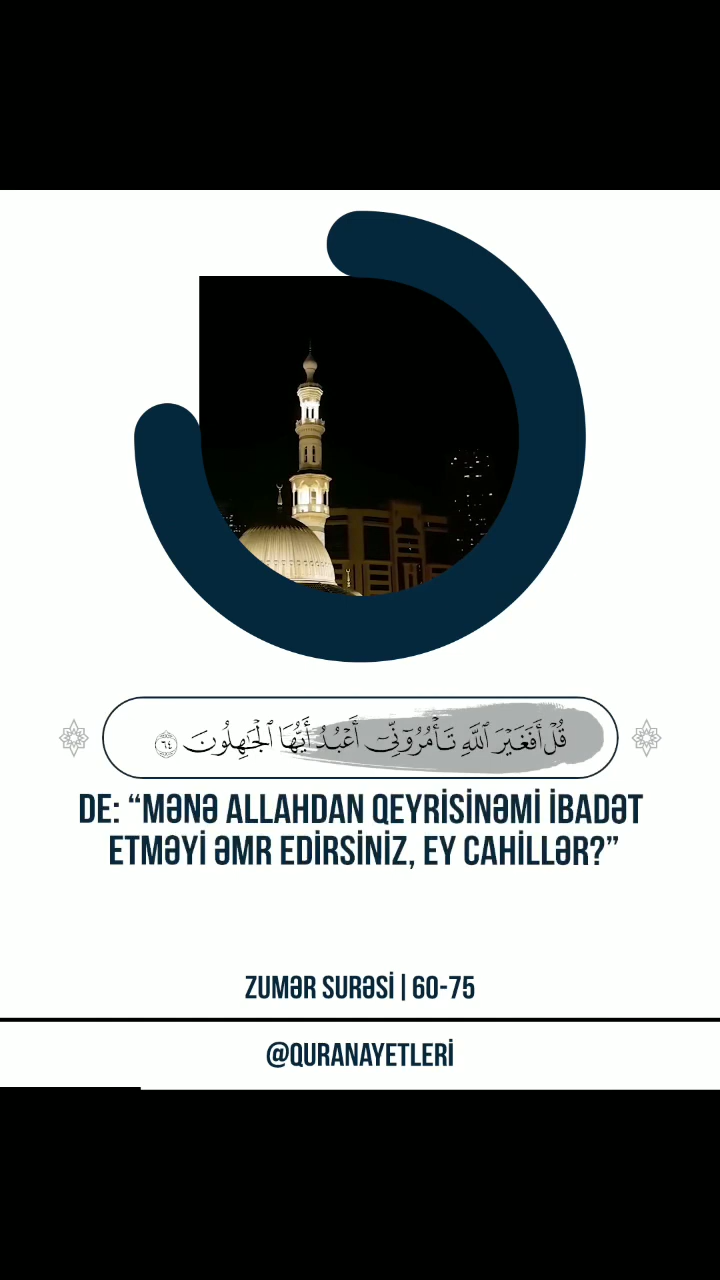 قُلْ أَفَغَيْرَ ٱللَّهِ تَأْمُرُوٓنِّىٓ أَعْبُدُ أَيُّهَا ٱلْجَـٰهِلُونَ ٦٤
DE: “MƏNƏ ALLAHDAN QEYRİSİNƏMİ İBADƏT
ETMƏYİ ƏMR EDİRSİNİZ, EY CAHİLLƏR?”
ZUMƏR SURƏSİ | 60-75
@QURANAYETLERİ